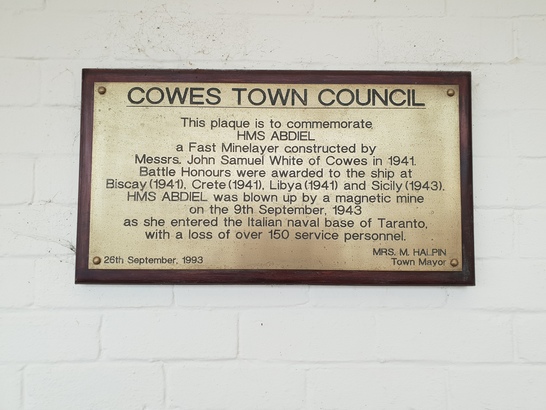 COWES TOWN COUNCIL
This plaque is to commemorate
HMS ABDIEL
a Fast Minelayer constructed by
Messrs. John Samuel White of Cowes in 1941.
Battle Honours were awarded to the ship at
Biscay (1941), Crete (1941), Libya (1941) and Sicily (1943).
HMS ABDIEL was blown up by a magnetic mine
on the 9th September, 1943
as she entered the Italian naval base of Taranto,
with a loss of over 150 service personnel.
MRS. M. HALPIN
26th September, 1993 Town Mayor